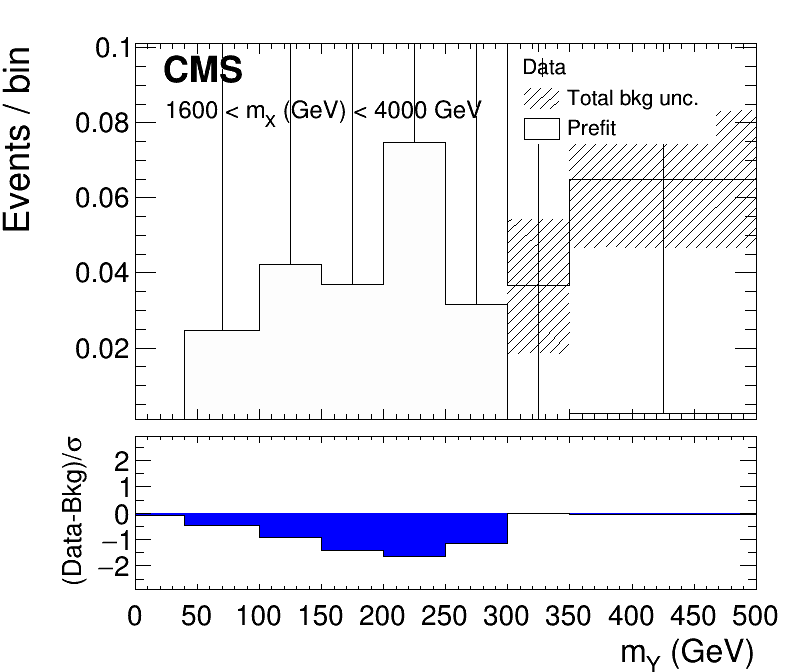 Events / bin
0.1
0.08
0.06
0.04
0.02
CMS
1600 < mX (GeV) < 4000 GeV
Data
Total bkg unc.
Prefit
(Data-Bkg)/σ
2
1
0
−1
−2
0 50 100 150 200 250 300 350 400 450 500
mY (GeV)